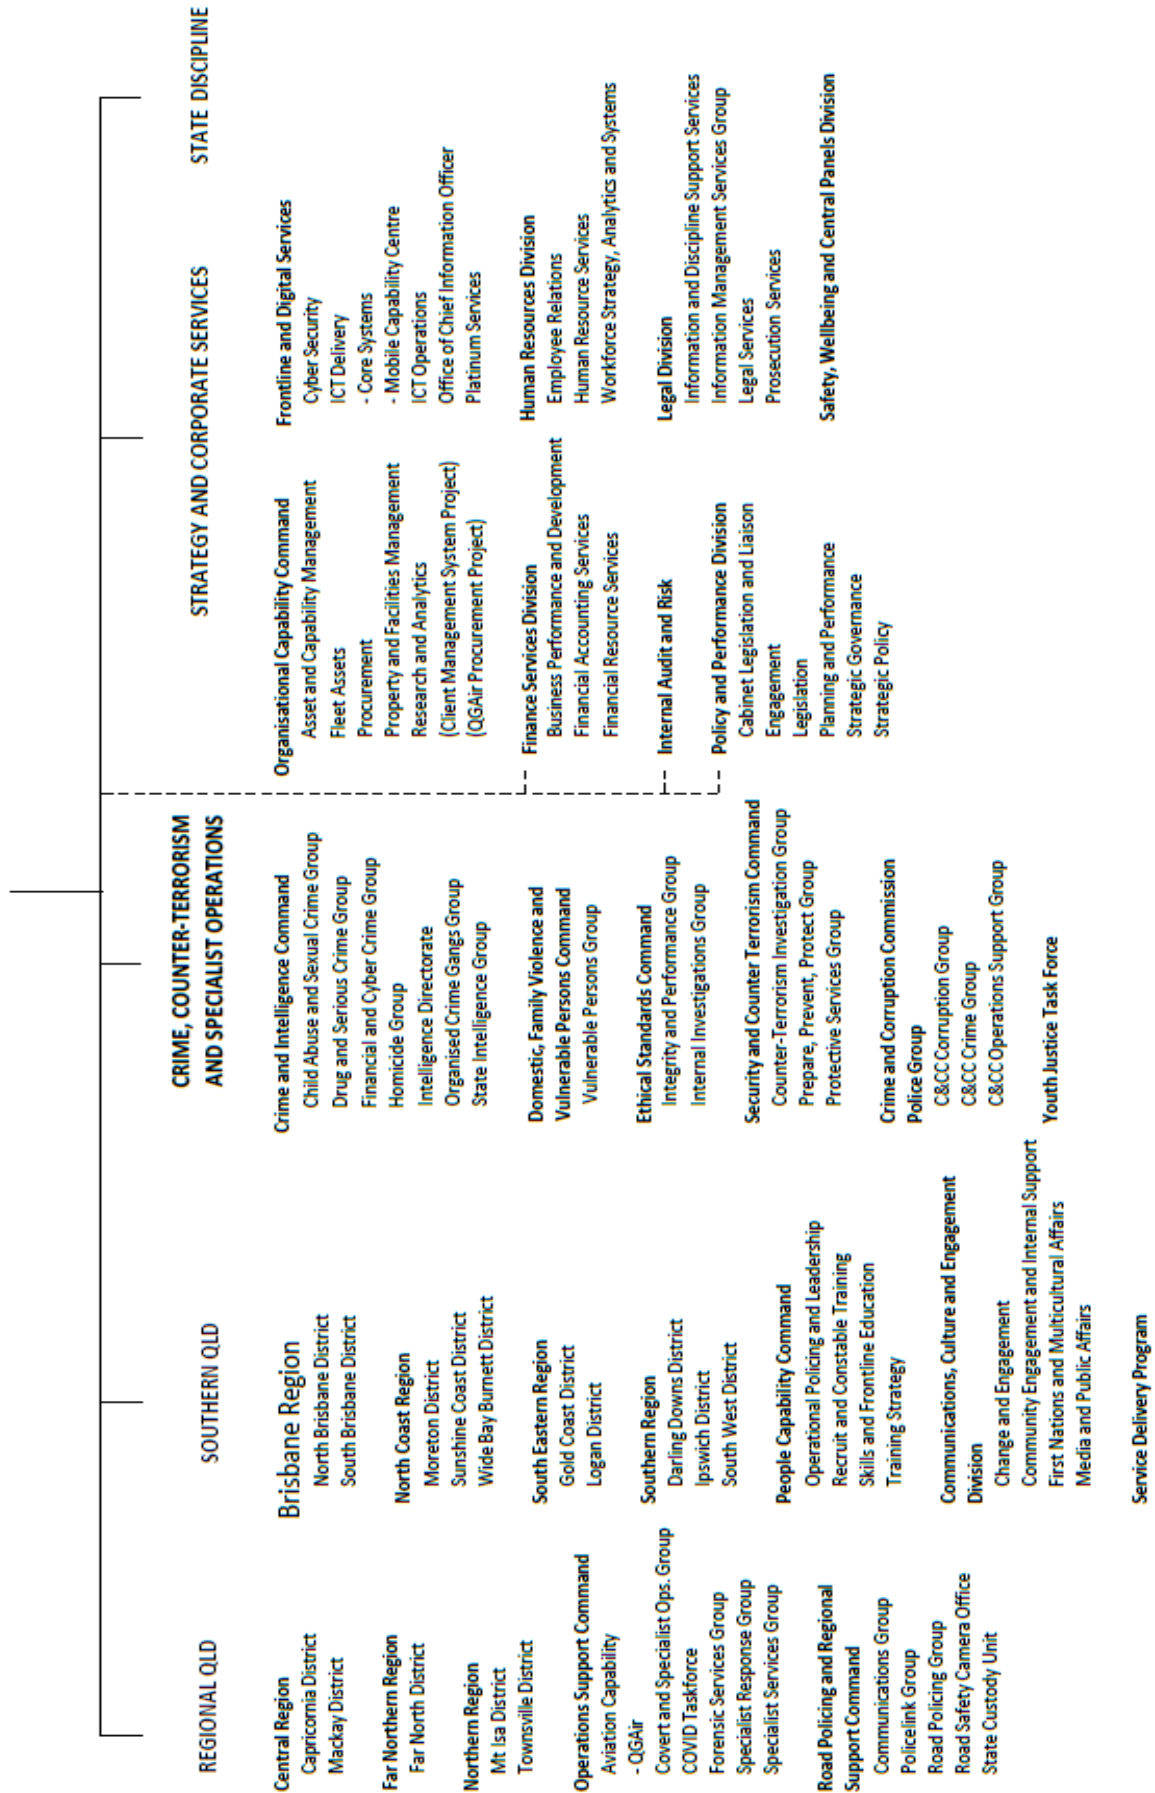 REGIONAL QLD
Central Region
Capricornia District
Mackay District
Far Northern Region
Far North District
Northern Region
Mt Isa District
Townsville District
Operations Support Command
Aviation Capability
- QGAir
Covert and Specialist Ops. Group
COVID Taskforce
Forensic Services Group
Specialist Response Group
Specialist Services Group
Road Policing and Regional
Support Command
Communications Group
Policelink Group
Road Policing Group
Road Safety Camera Office
State Custody Unit
SOUTHERN QLD
Brisbane Region
North Brisbane District
South Brisbane District
North Coast Region
Moreton District
Sunshine Coast District
Wide Bay Burnett District
South Eastern Region
Gold Coast District
Logan District
Southern Region
Darling Downs District
Ipswich District
South West District
People Capability Command
Operational Policing and Leadership
Recruit and Constable Training
Skills and Frontline Education
Training Strategy
Communications, Culture and Engagement
Division
Change and Engagement
Community Engagement and Internal Support
First Nations and Multicultural Affairs
Media and Public Affairs
Service Delivery Program
CRIME, COUNTER-TERRORISM
AND SPECIALIST OPERATIONS
Crime and Intelligence Command
Child Abuse and Sexual Crime Group
Drug and Serious Crime Group
Financial and Cyber Crime Group
Homicide Group
Intelligence Directorate
Organised Crime Gangs Group
State Intelligence Group
Domestic, Family Violence and
Vulnerable Persons Command
Vulnerable Persons Group
Ethical Standards Command
Integrity and Performance Group
Internal Investigations Group
Security and Counter Terrorism Command
Counter-Terrorism Investigation Group
Prepare, Prevent, Protect Group
Protective Services Group
Crime and Corruption Commission
Police Group
C&CC Corruption Group
C&CC Crime Group
C&CC Operations Support Group
Youth Justice Task Force
STRATEGY AND CORPORATE SERVICES
Organisational Capability Command
Asset and Capability Management
Fleet Assets
Procurement
Property and Facilities Management
Research and Analytics
(Client Management System Project)
(QGAir Procurement Project)
Finance Services Division
Business Performance and Development
Financial Accounting Services
Financial Resource Services
Internal Audit and Risk
Policy and Performance Division
Cabinet Legislation and Liaison
Engagement
Legislation
Planning and Performance
Strategic Governance
Strategic Policy
Frontline and Digital Services
Cyber Security
ICT Delivery
- Core Systems
- Mobile Capability Centre
ICT Operations
Office of Chief Information Officer
Platinum Services
Human Resources Division
Employee Relations
Human Resource Services
Workforce Strategy, Analytics and Systems
Legal Division
Information and Discipline Support Services
Information Management Services Group
Legal Services
Prosecution Services
Safety, Wellbeing and Central Panels Division
STATE DISCIPLINE